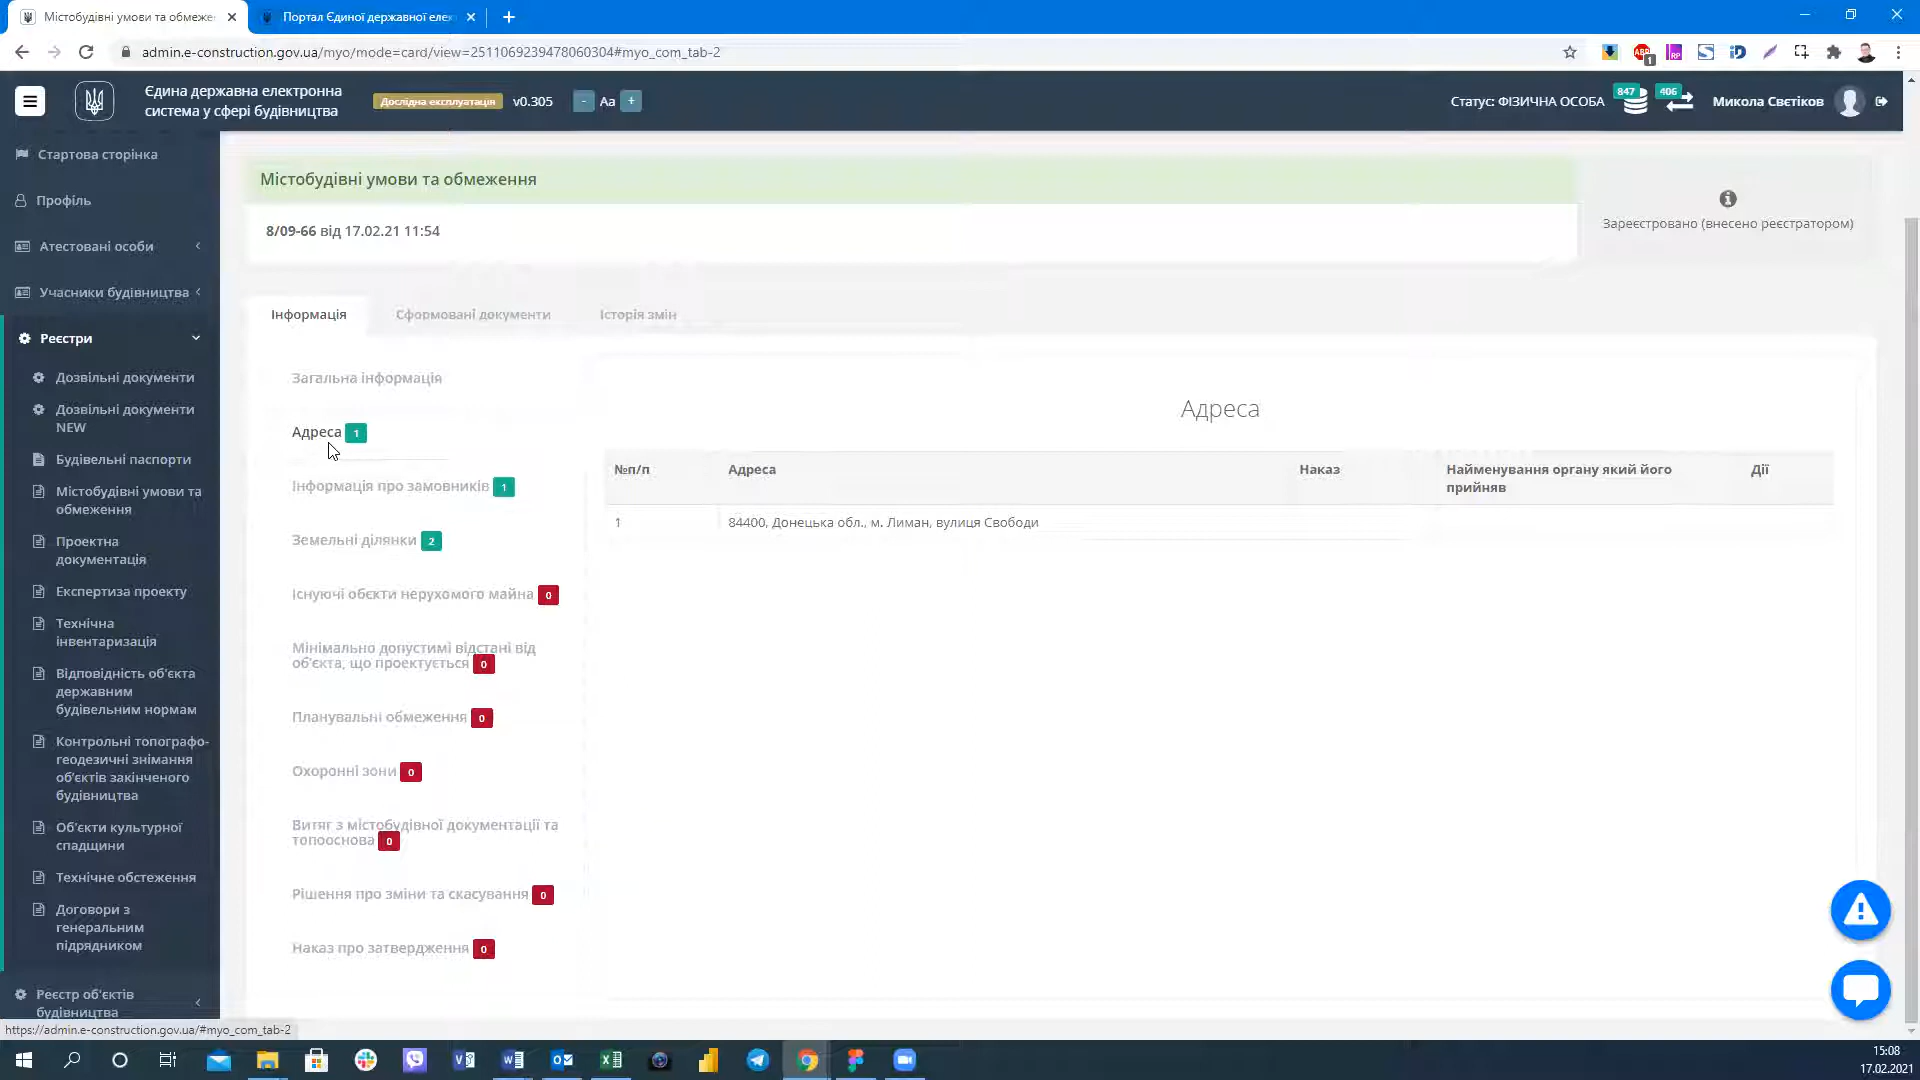 Містобудівні умови та обмеже
Портал Єдиної державної елек
admin.e-construction.gov.ua/myo/mode=card/view=2511069239478060304#myo_com_tab-2
Єдина державна електронна
система у сфері будівництва
Дослідна експлуатація
v0.305
- Aa +
Статус: ФІЗИЧНА ОСОБА
847
406
Микола Свєтіков
Стартова сторінка
Профіль
Атестовані особи
Учасники будівництва
Реєстри
Дозвільні документи
Дозвільні документи
NEW
Будівельні паспорти
Містобудівні умови та
обмеження
Проектна
документація
Експертиза проекту
Технічна
інвентаризація
Відповідність об'єкта
державним
будівельним нормам
Контрольні топографо-
геодезичні знімання
об'єктів закінченого
будівництва
Об'єкти культурної
спадщини
Технічне обстеження
Договори з
генеральним
підрядником
Реєстр об'єктів
будівництва
Містобудівні умови та обмеження
8/09-66 від 17.02.21 11:54
Зареєстровано (внесено реєстратором)
Інформація
Сформовані документи
Історія змін
Загальна інформація
Адреса 1
Інформація про замовників 1
Земельні ділянки 2
Існуючі обєкти нерухомого майна 0
Мінімально допустимі відстані від
об'єкта, що проектується 0
Планувальні обмеження 0
Охоронні зони 0
Витяг з містобудівної документації та
топооснова 0
Рішення про зміни та скасування 0
Наказ про затвердження 0
Адреса
№п/п
Адреса
Наказ
Найменування органу який його
прийняв
Дії
1
84400, Донецька обл., м. Лиман, вулиця Свободи
https://admin.e-construction.gov.ua/#myo_com_tab-2
15:08
17.02.2021